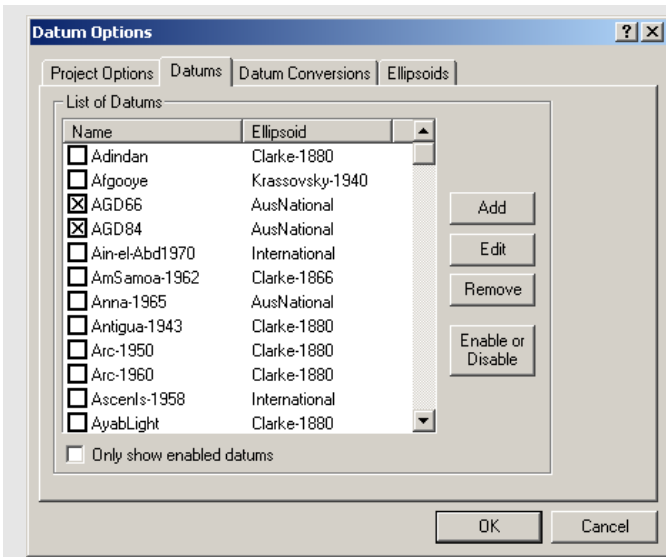 Datum Options
Project Options Datums Datum Conversions Ellipsoids
List of Datums
Name Ellipsoid
Adindan Clarke-1880
Afgooye Krassovsky-1940
AGD66 AusNational
AGD84 AusNational
Ain-el-Abd1970 International
AmSamoa-1962 Clarke-1866
Anna-1965 AusNational
Antigua-1943 Clarke-1880
Arc-1950 Clarke-1880
Arc-1960 Clarke-1880
AscenIs-1958 International
AyabLight Clarke-1880
Add
Edit
Remove
Enable or
Disable
Only show enabled datums
OK Cancel